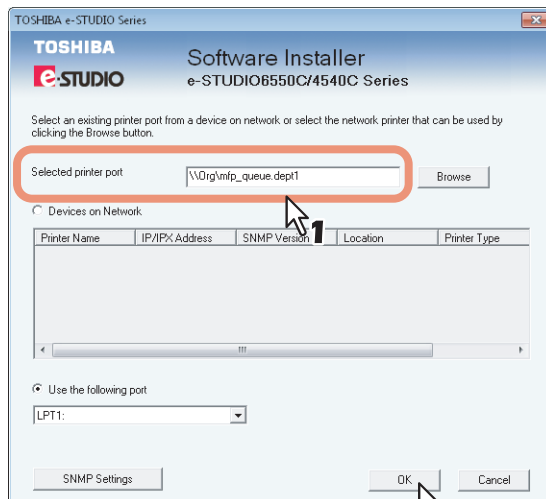 TOSHIBA e-STUDIO Series
TOSHIBA
e-STUDIO
Software Installer
e-STUDIO6550C/4540C Series
Select an existing printer port from a device on network or select the network printer that can be used by
clicking the Browse button.
Selected printer port
\\Org\mfp_queue.dept1
Browse
1
Devices on Network
Printer Name IP/IPX Address SNMP Version Location Printer Type
Use the following port
LPT1:
SNMP Settings OK Cancel